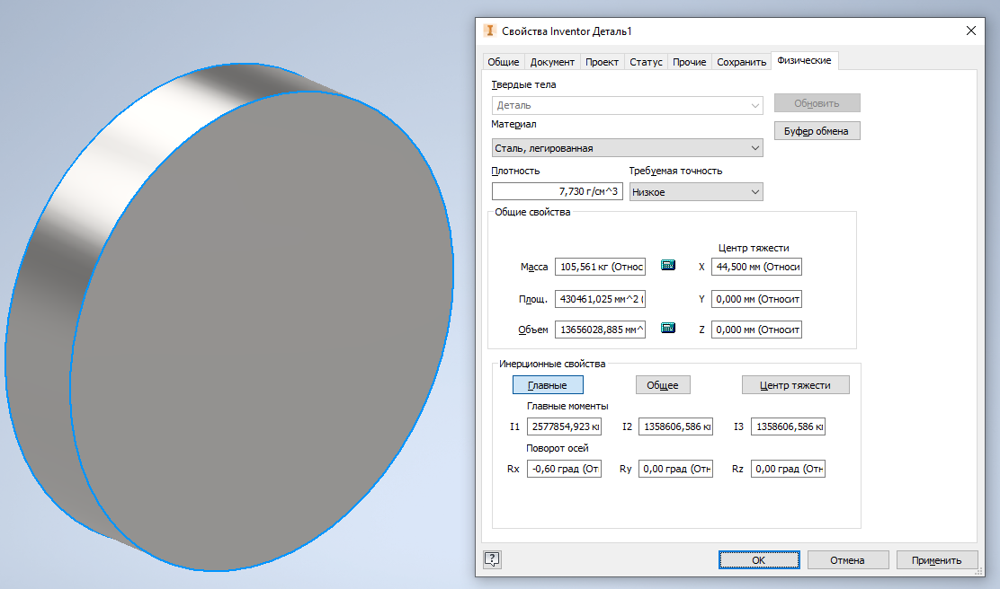 Свойства Inventor Деталь1
Общие Документ Проект Статус Прочие Сохранить Физические
Твердые тела
Деталь
Обновить
Материал
Буфер обмена
Сталь, легированная
Плотность Требуемая точность
7,730 г/см^3 Низкое
Общие свойства
Центр тяжести
Масса 105,561 кг (Относ X 44,500 мм (Относи
Площ. 430461,025 мм^2 ( Y 0,000 мм (Относит
Объем 13656028,885 мм^ Z 0,000 мм (Относит
Инерционные свойства
Главные Общее Центр тяжести
Главные моменты
I1 2577854,923 кг I2 1358606,586 кг I3 1358606,586 кг
Поворот осей
Rx -0,60 град (От Ry 0,00 град (Отн Rz 0,00 град (Отн
? OK Отмена Применить